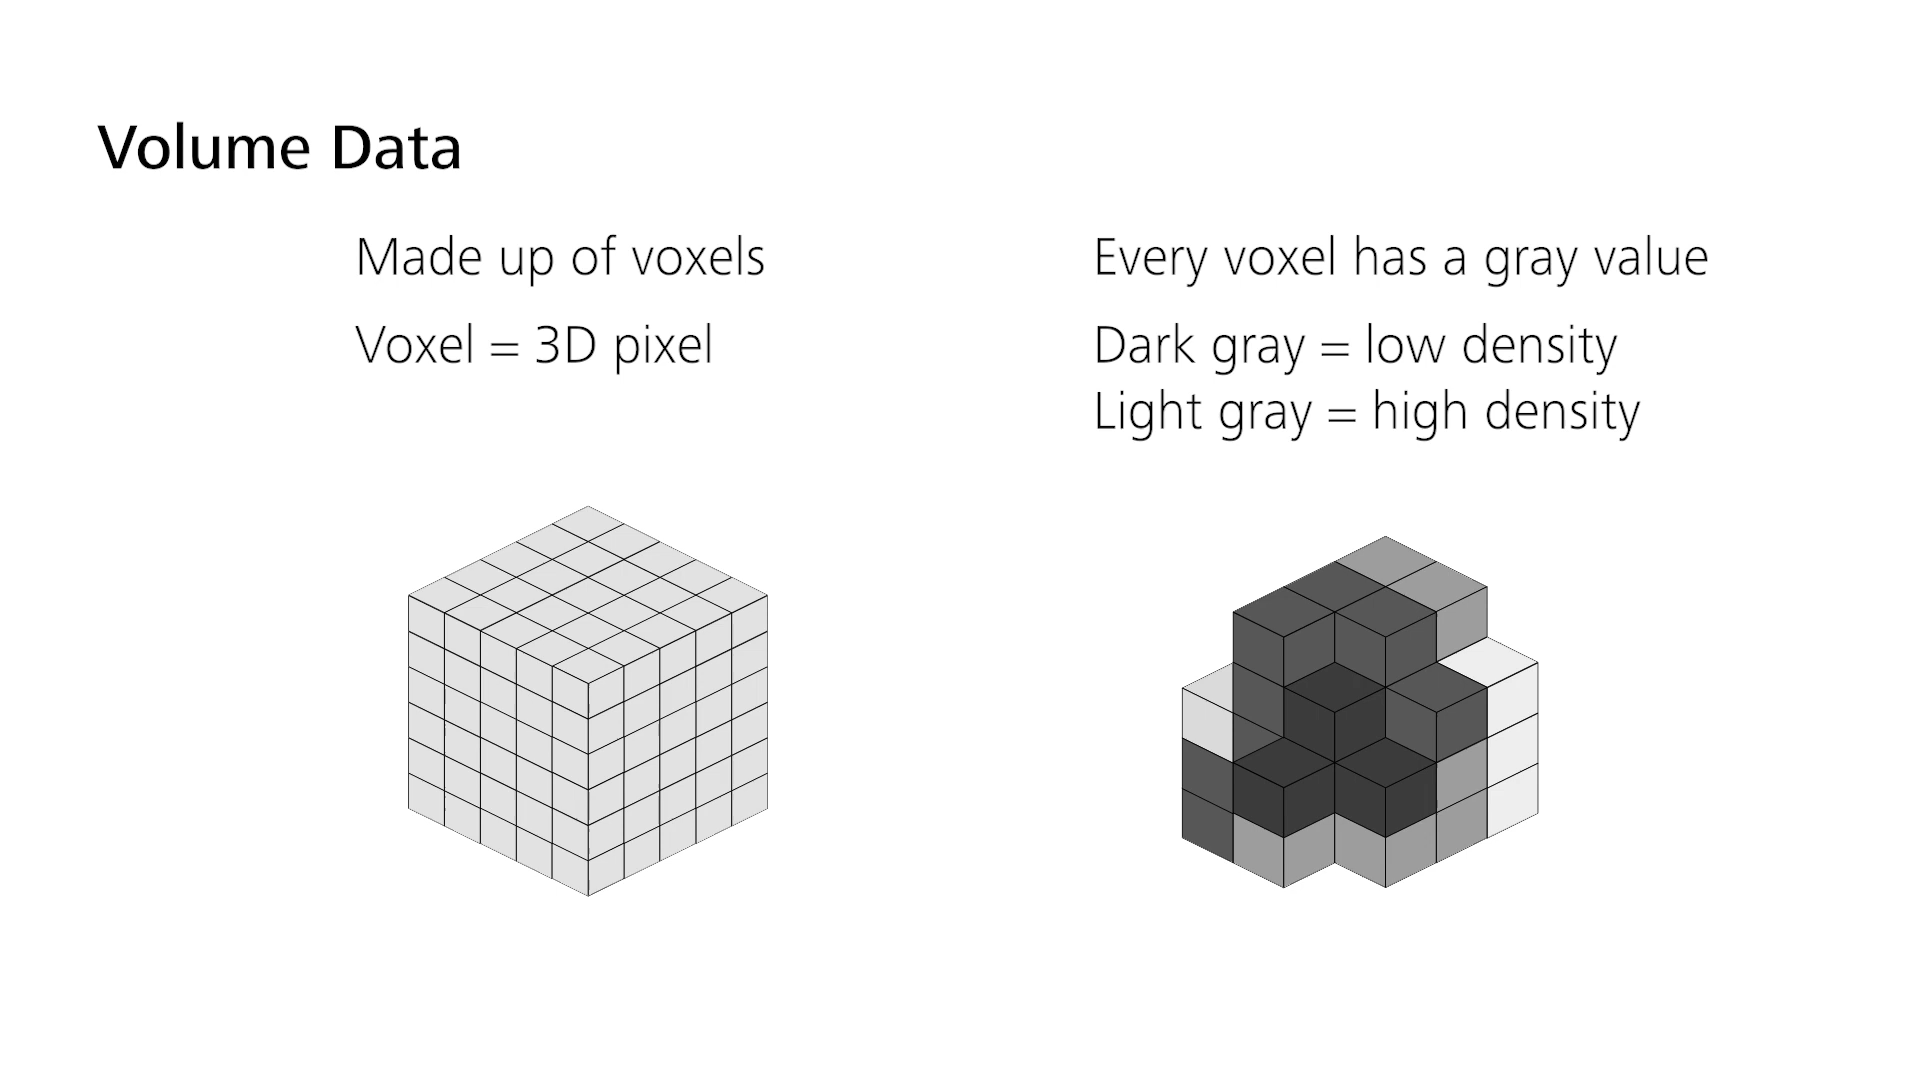 Volume Data
Made up of voxels
Voxel = 3D pixel
Every voxel has a gray value
Dark gray = low density
Light gray = high density